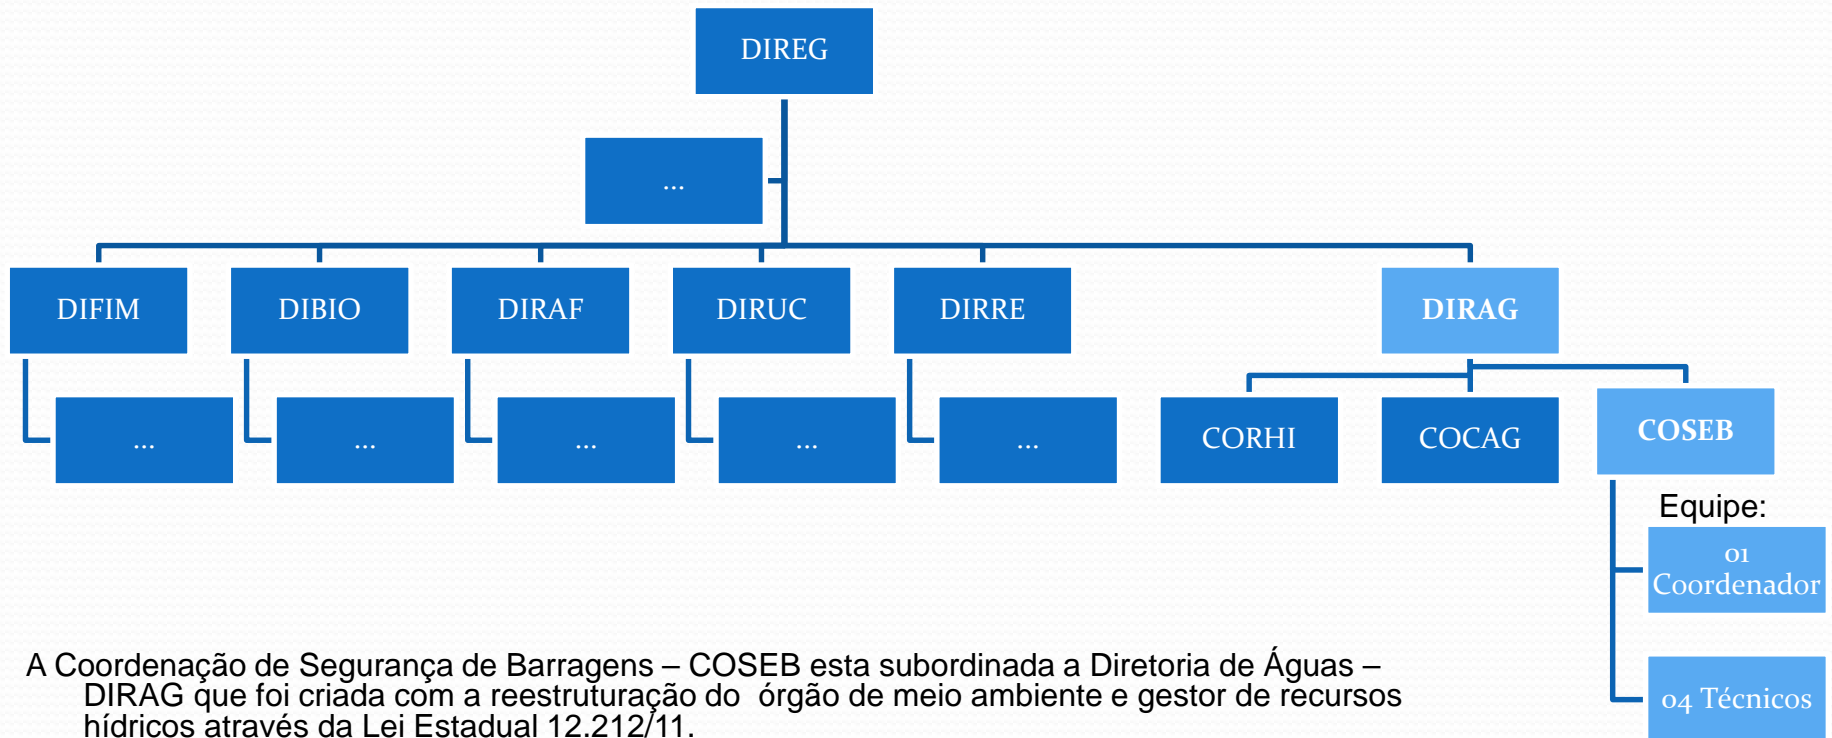 DIREG
...
DIFIM
DIBIO
DIRAF
DIRUC
DIRRE
DIRAG
...
...
...
...
...
CORHI
COCAG
COSEB
Equipe:
01
Coordenador
04 Técnicos
A Coordenação de Segurança de Barragens – COSEB esta subordinada a Diretoria de Águas –
DIRAG que foi criada com a reestruturação do órgão de meio ambiente e gestor de recursos
hídricos através da Lei Estadual 12.212/11.